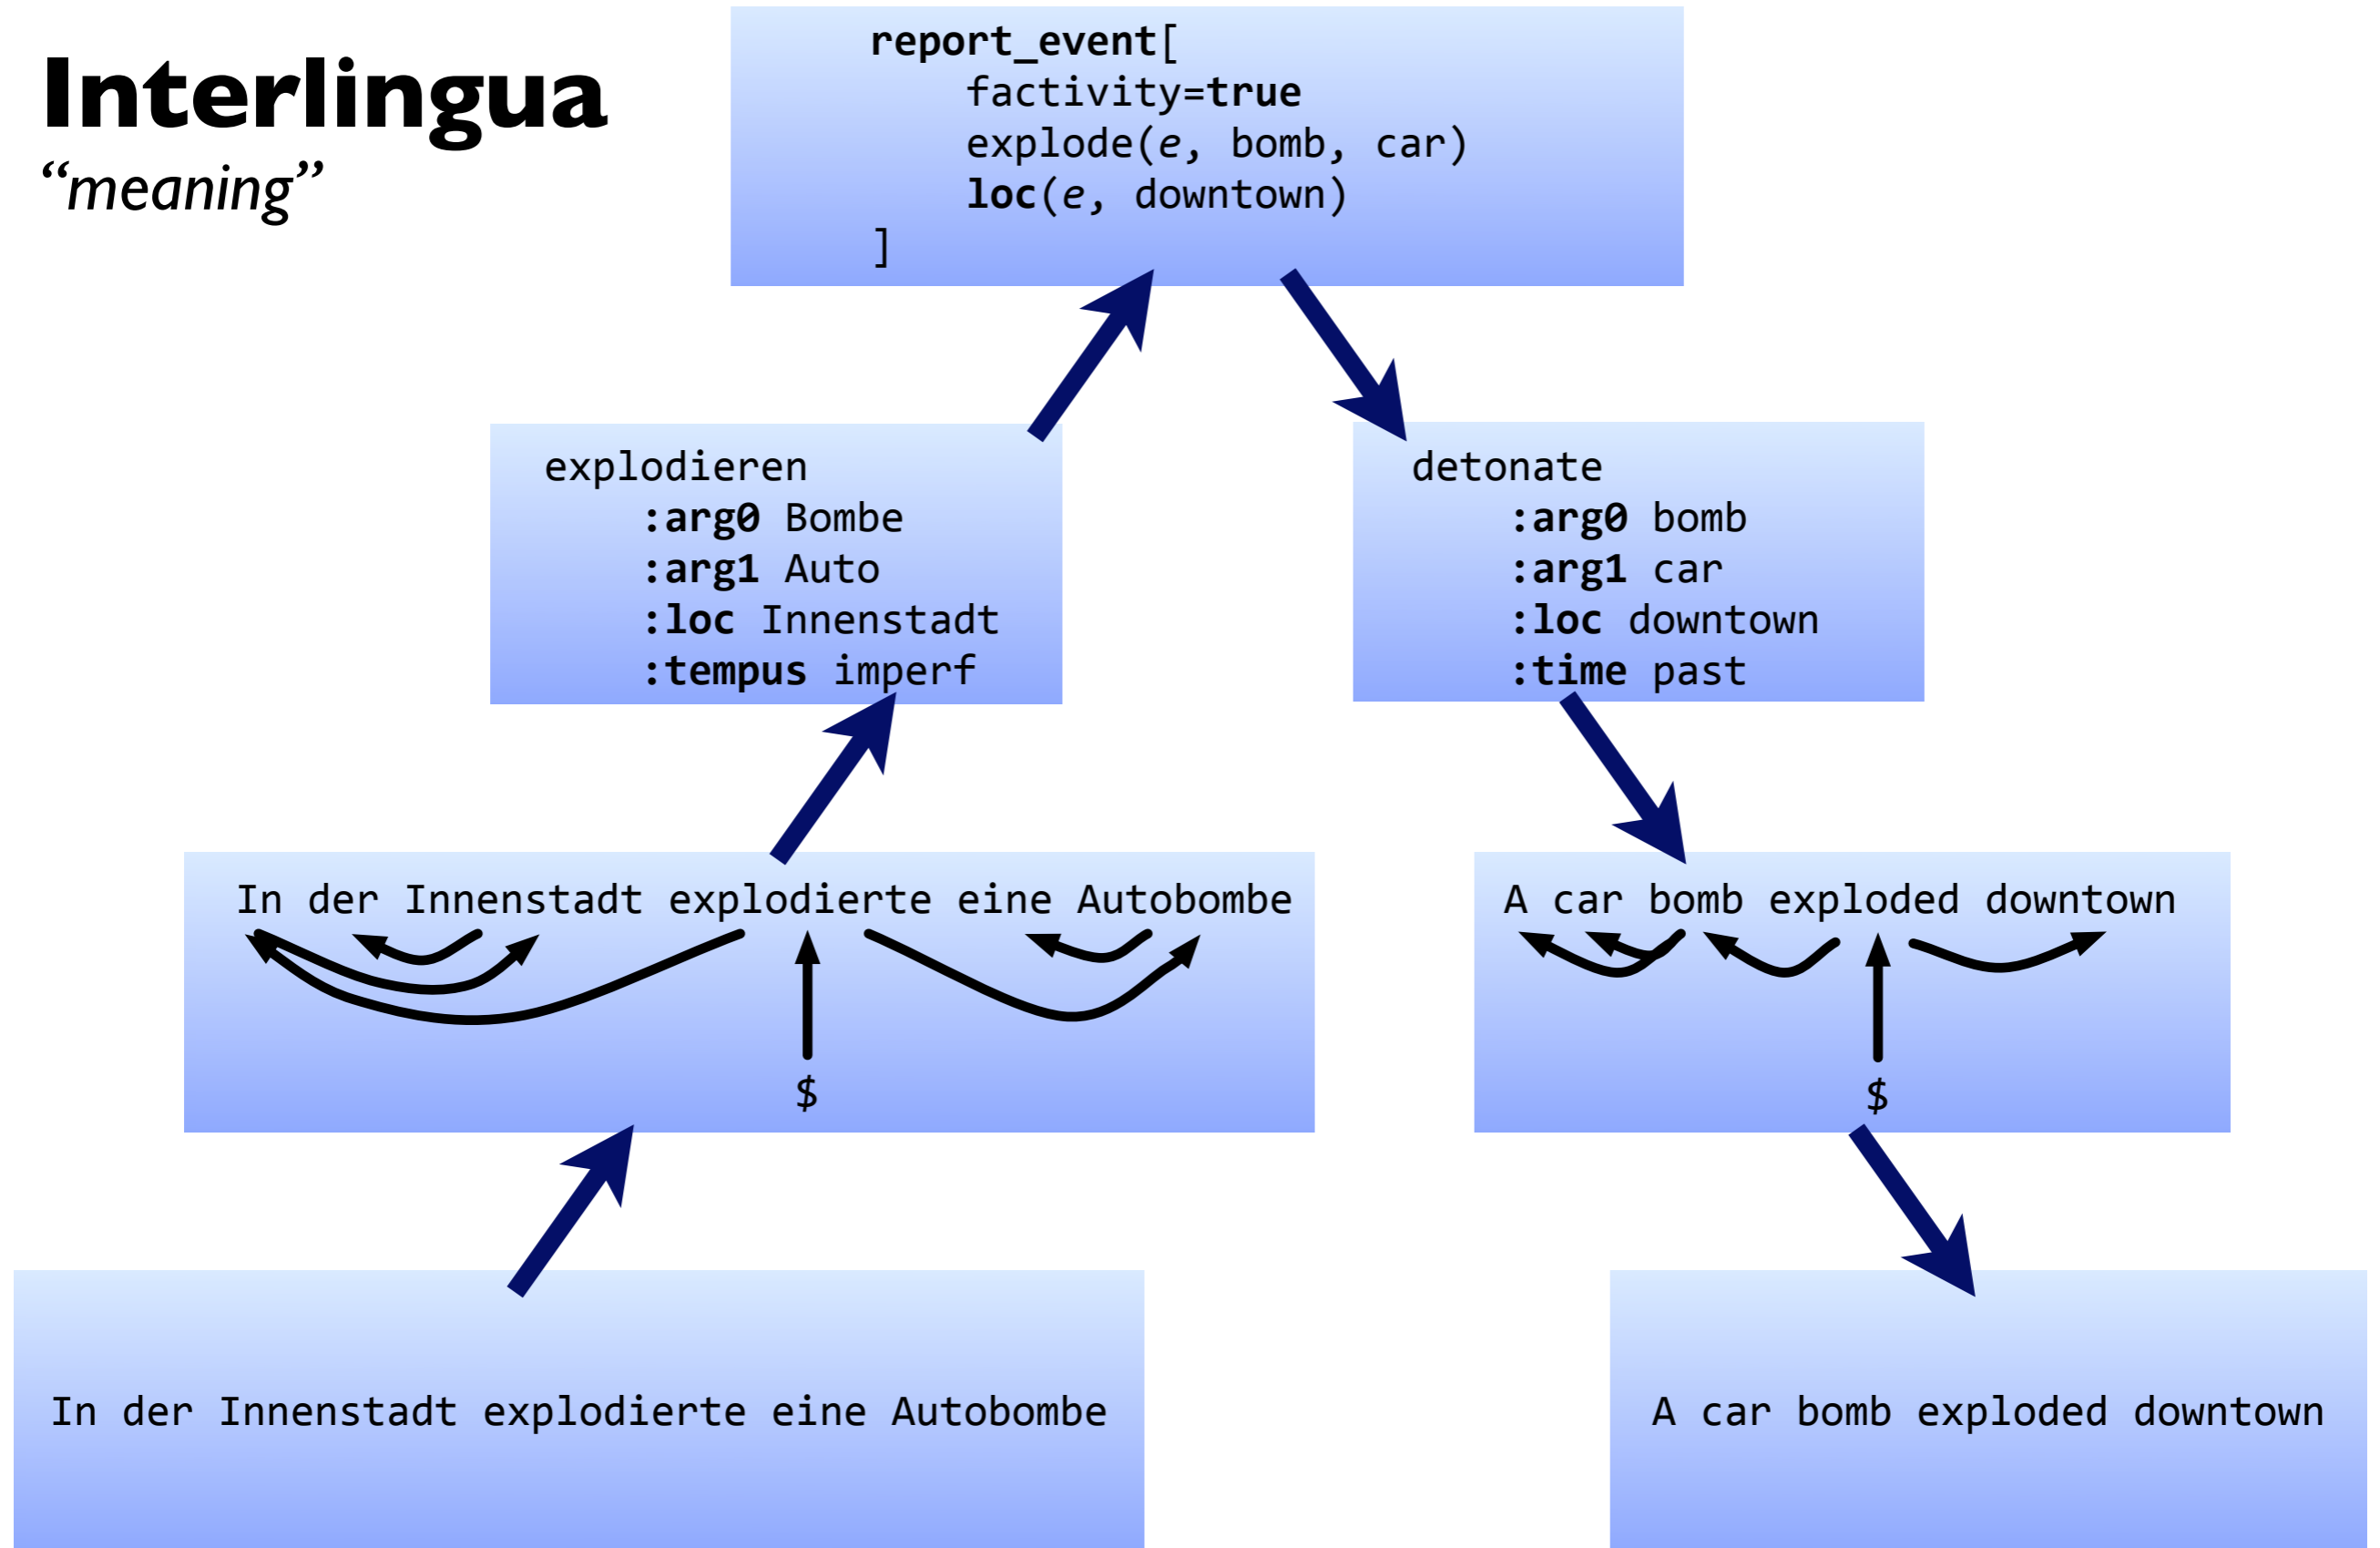 Interlingua
“meaning”
report_event[
factivity=true
explode(e, bomb, car)
loc(e, downtown)
]
explodieren
:arg0 Bombe
:arg1 Auto
:loc Innenstadt
:tempus imperf
detonate
:arg0 bomb
:arg1 car
:loc downtown
:time past
In der Innenstadt explodierte eine Autobombe
$
A car bomb exploded downtown
$
In der Innenstadt explodierte eine Autobombe
A car bomb exploded downtown